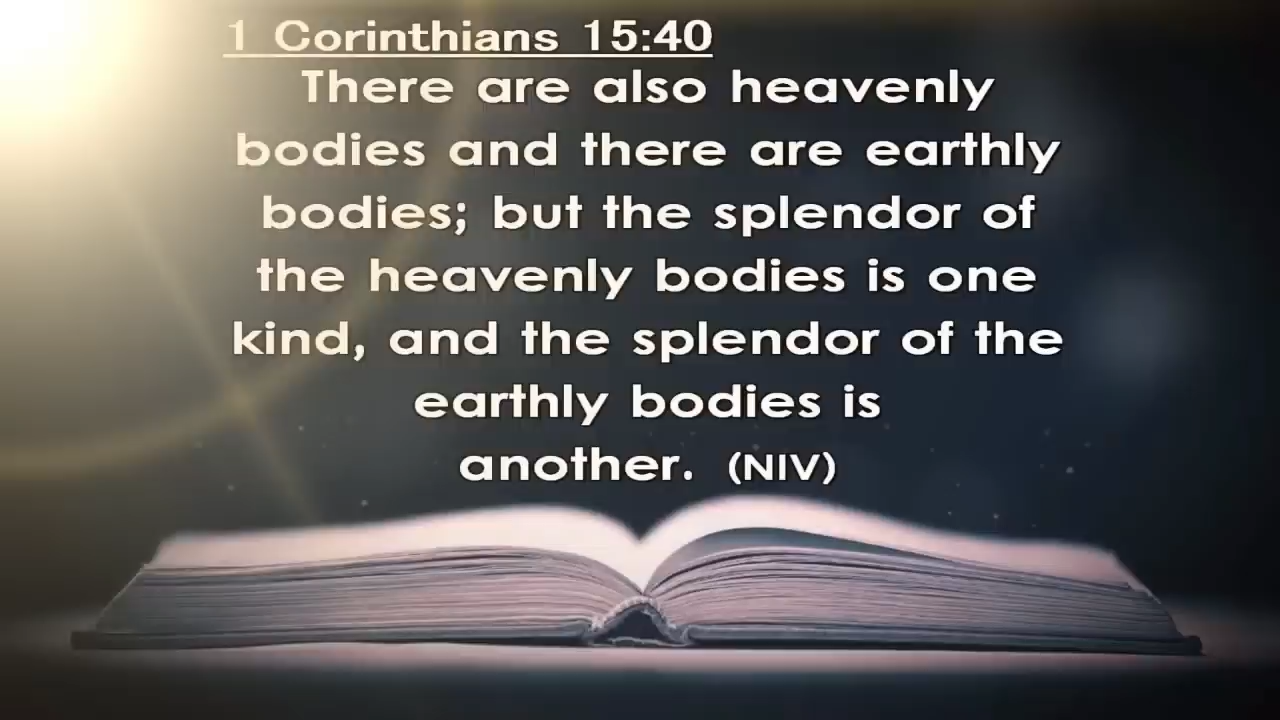 1 Corinthians 15:40
There are also heavenly
bodies and there are earthly
bodies; but the splendor of
the heavenly bodies is one
kind, and the splendor of the
earthly bodies is
another. (NIV)